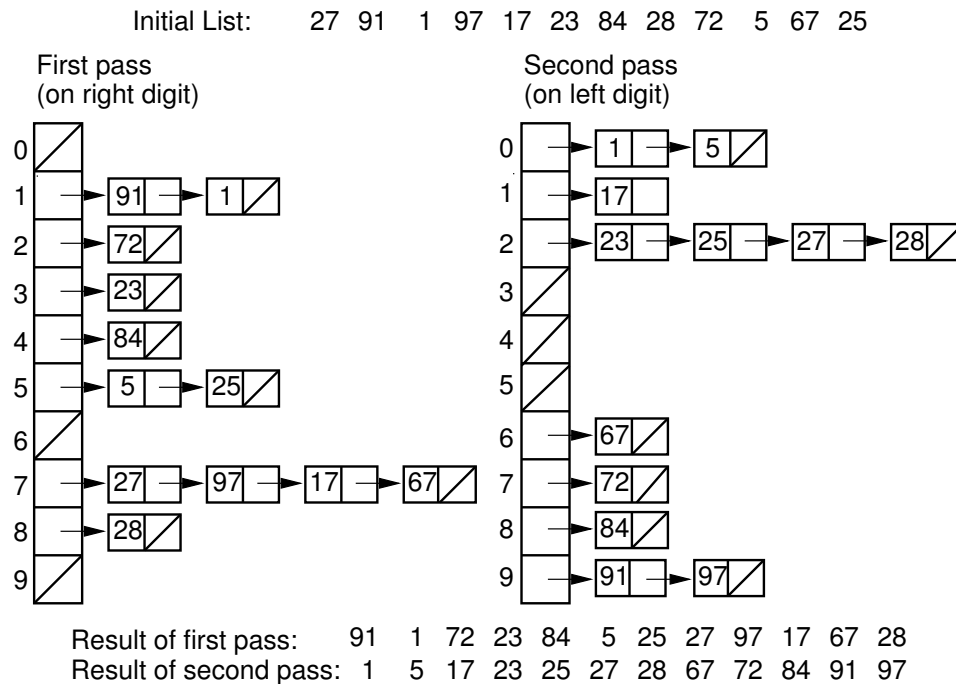 Initial List: 27 91 1 97 17 23 84 28 72 5 67 25
First pass
(on right digit)
0
1 91 1
2 72
3 23
4 84
5 5 25
6
7 27 97 17 67
8 28
9
Second pass
(on left digit)
0 1 5
1 17
2 23 25 27 28
3
4
5
6 67
7 72
8 84
9 91 97
Result of first pass: 91 1 72 23 84 5 25 27 97 17 67 28
Result of second pass: 1 5 17 23 25 27 28 67 72 84 91 97